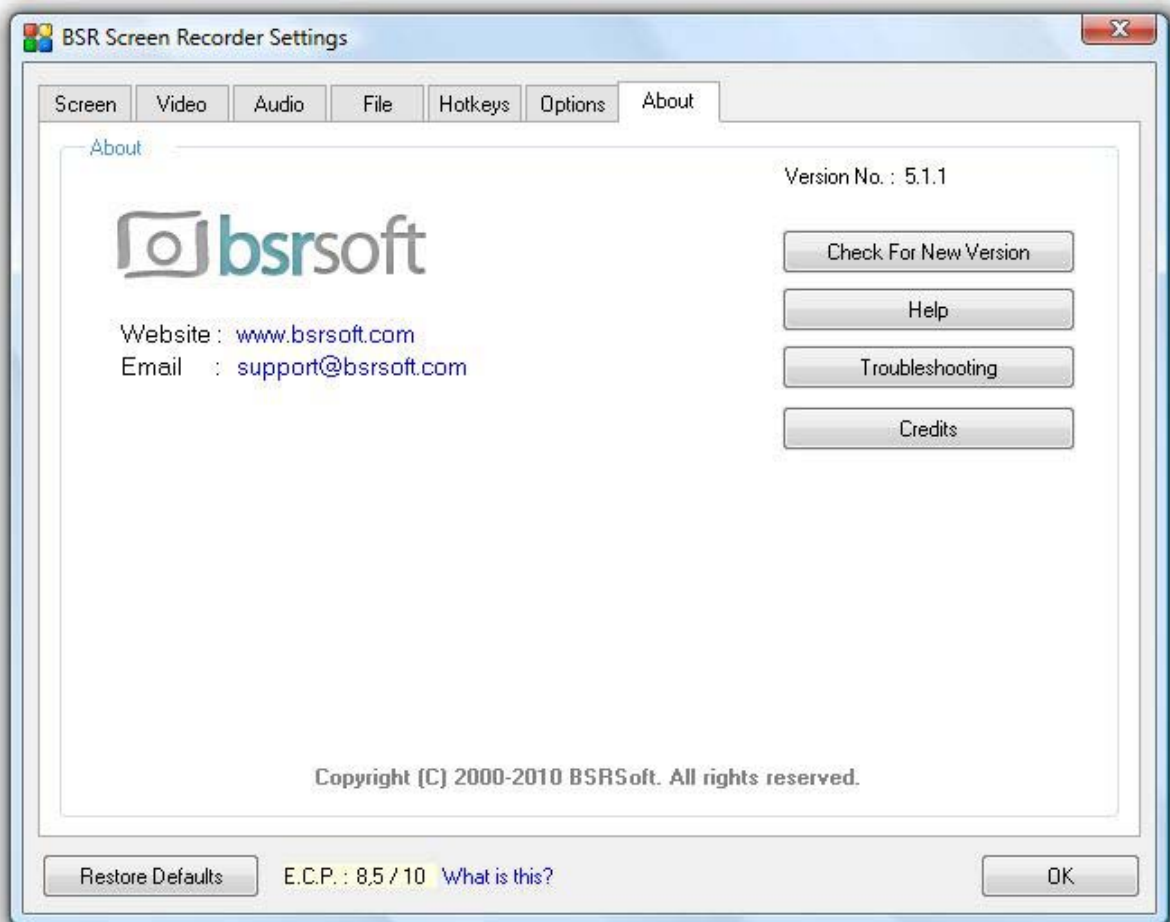 BSR Screen Recorder Settings
Screen Video Audio File Hotkeys Options About
About
Version No. : 5.1.1
bsrsoft
Check For New Version
Help
Website : www.bsrsoft.com
Email : support@bsrsoft.com
Troubleshooting
Credits
Copyright (C) 2000-2010 BSRSoft. All rights reserved.
Restore Defaults E.C.P. : 8,5 / 10 What is this? OK